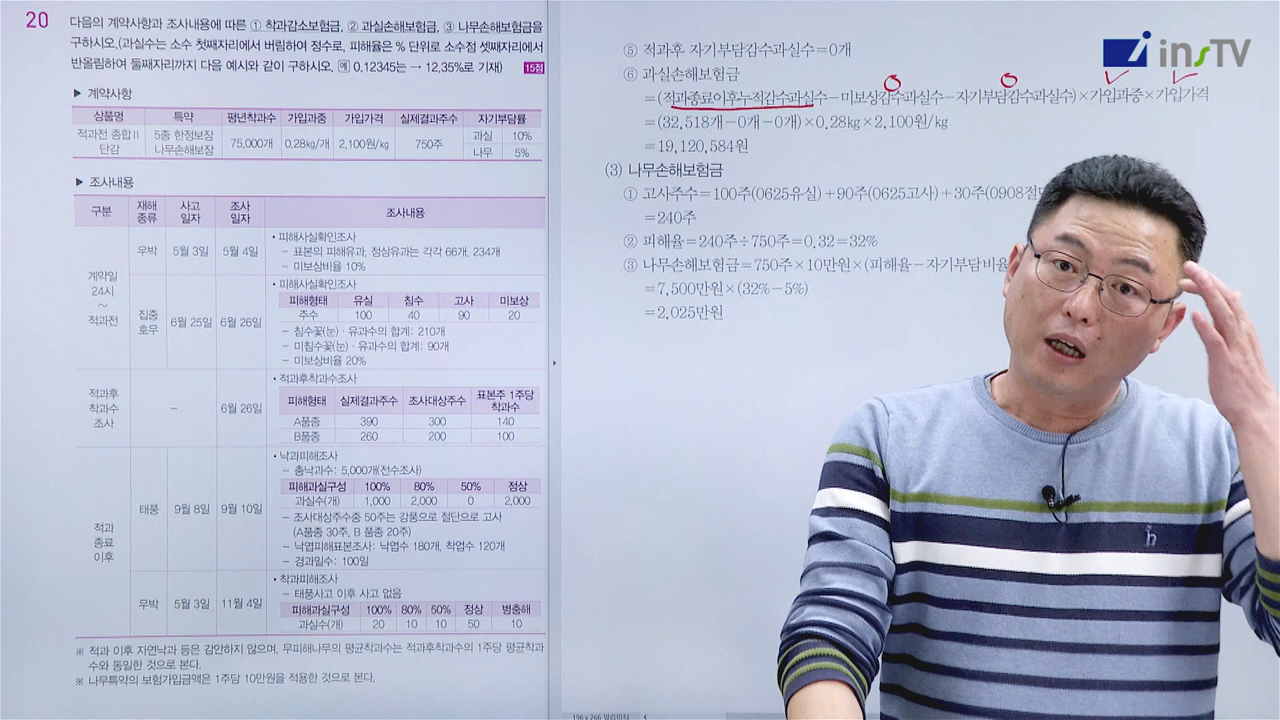 20
다음의 계약사항과 조사내용에 따른 ① 착과감소보험금, ② 과실손해보험금, ③ 나무손해보험금을
구하시오.(과실수는 소수 첫째자리에서 버림하여 정수로, 피해율은 % 단위로 소수점 셋째자리에서
반올림하여 둘째자리까지 다음 예시와 같이 구하시오. 예 0.12345는 → 12.35%로 기재) 15점
▶ 계약사항
상품명 특약 평년착과수 가입과중 가입가격 실제결과주수 자기부담률
적과전 종합Ⅱ 단감 5종 한정보장 나무손해보장 75,000개 0.28kg/개 2,100원/kg 750주 과실 10%
나무 5%
▶ 조사내용
구분 재해종류 사고일자 조사일자 조사내용
계약일 24시 ~ 적과전
우박 5월 3일 5월 4일
• 피해사실확인조사
– 표본의 피해유과, 정상유과는 각각 66개, 234개
– 미보상비율 10%
집중호우 6월 25일 6월 26일
• 피해사실확인조사
피해형태 유실 침수 고사 미보상
주수 100 40 90 20
– 침수꽃(눈)·유과수의 합계: 210개
– 미침수꽃(눈)·유과수의 합계: 90개
– 미보상비율 20%
적과후 착과수 조사 – 6월 26일
• 적과후착과수조사
피해형태 실제결과주수 조사대상주수 표본주 1주당 착과수
A품종 390 300 140
B품종 260 200 100
적과 종료 이후
태풍 9월 8일 9월 10일
• 낙과피해조사
– 총낙과수: 5,000개(전수조사)
피해과실구성 100% 80% 50% 정상
과실수(개) 1,000 2,000 0 2,000
– 조사대상주수중 50주는 강풍으로 절단으로 고사
(A품종 30주, B 품종 20주)
– 낙엽피해표본조사: 낙엽수 180개, 착엽수 120개
– 경과일수: 100일
우박 5월 3일 11월 4일
• 착과피해조사
– 태풍사고 이후 사고 없음
피해과실구성 100% 80% 50% 정상 병충해
과실수(개) 20 10 10 50 10
※ 적과 이후 자연낙과 등은 감안하지 않으며, 무피해나무의 평균착과수는 적과후착과수의 1주당 평균착과
수와 동일한 것으로 본다.
※ 나무특약의 보험가입금액은 1주당 10만원을 적용한 것으로 본다.
⑤ 적과후 자기부담감수과실수=0개
⑥ 과실손해보험금
=(적과종료이후누적감수과실수−미보상감수과실수−자기부담감수과실수)×가입과중×가입가격
=(32,518개−0개−0개)×0.28kg×2,100원/kg
=19,120,584원
(3) 나무손해보험금
① 고사주수=100주(0625유실)+90주(0625고사)+30주(0908절단
=240주
② 피해율=240주÷750주=0.32=32%
③ 나무손해보험금=750주×10만원×(피해율−자기부담비율
=7,500만원×(32%−5%)
=2,025만원
insTV
h
196 x 266 밀리미터